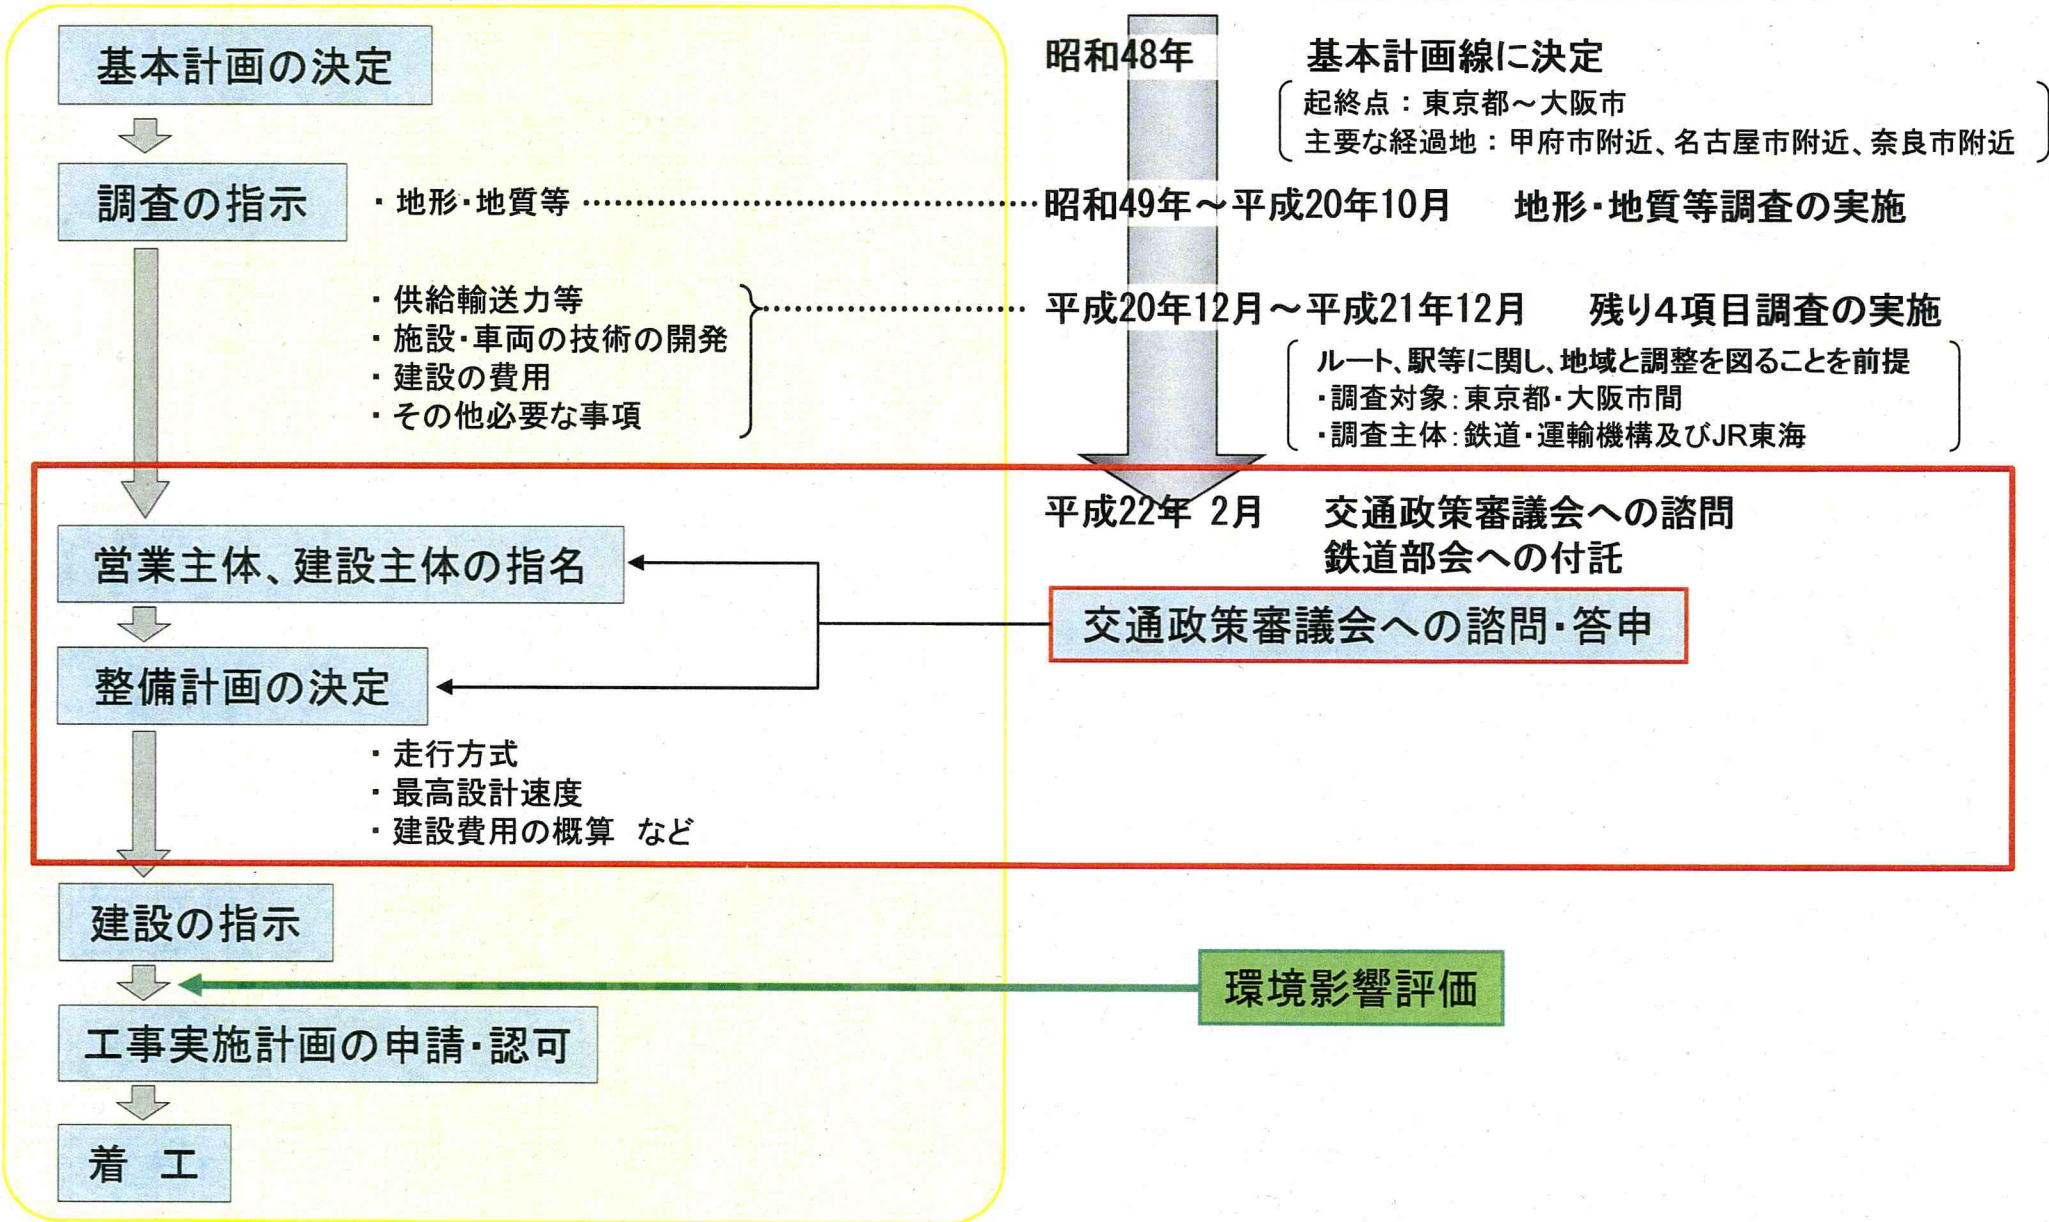 基本計画の決定
調査の指示
・地形・地質等
・供給輸送力等
・施設・車両の技術の開発
・建設の費用
・その他必要な事項
営業主体、建設主体の指名
整備計画の決定
・走行方式
・最高設計速度
・建設費用の概算 など
建設の指示
工事実施計画の申請・認可
着 工
昭和48年 基本計画線に決定
起終点：東京都～大阪市
主要な経過地：甲府市附近、名古屋市附近、奈良市附近
昭和49年～平成20年10月 地形・地質等調査の実施
平成20年12月～平成21年12月 残り4項目調査の実施
ルート、駅等に関し、地域と調整を図ることを前提
・調査対象：東京都・大阪市間
・調査主体：鉄道・運輸機構及びJR東海
平成22年 2月 交通政策審議会への諮問
鉄道部会への付託
交通政策審議会への諮問・答申
環境影響評価